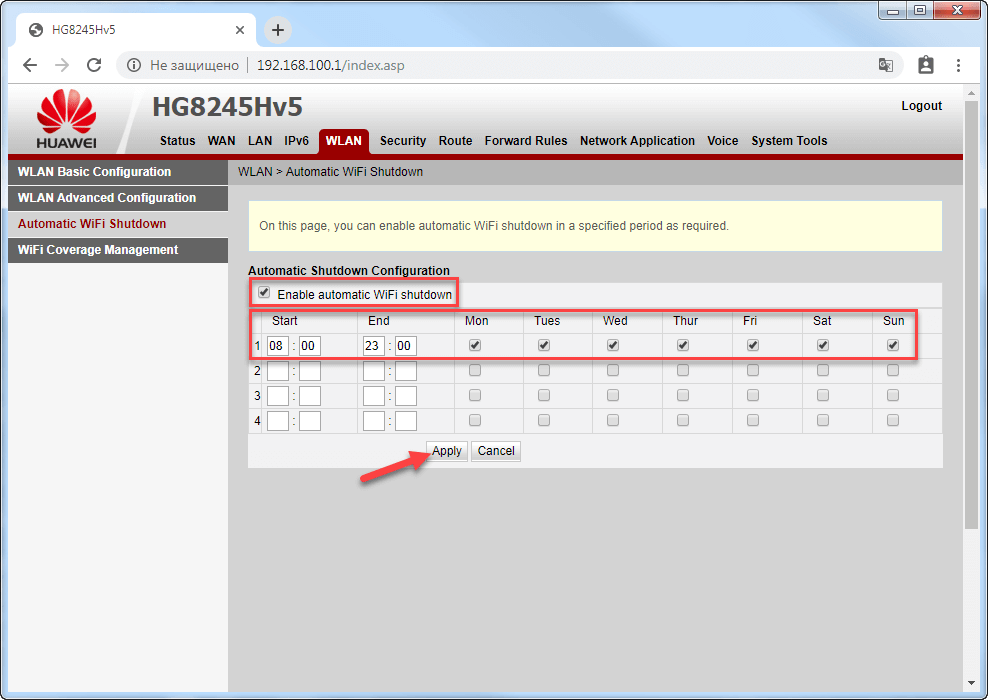 HG8245Hv5
Не защищено 192.168.100.1/index.asp
HUAWEI
HG8245Hv5
Logout
Status WAN LAN IPv6 WLAN Security Route Forward Rules Network Application Voice System Tools
WLAN Basic Configuration
WLAN Advanced Configuration
Automatic WiFi Shutdown
WiFi Coverage Management
WLAN > Automatic WiFi Shutdown
On this page, you can enable automatic WiFi shutdown in a specified period as required.
Automatic Shutdown Configuration
Enable automatic WiFi shutdown
Start End Mon Tues Wed Thur Fri Sat Sun
1 08 : 00 23 : 00
2 : :
3 : :
4 : :
Apply Cancel